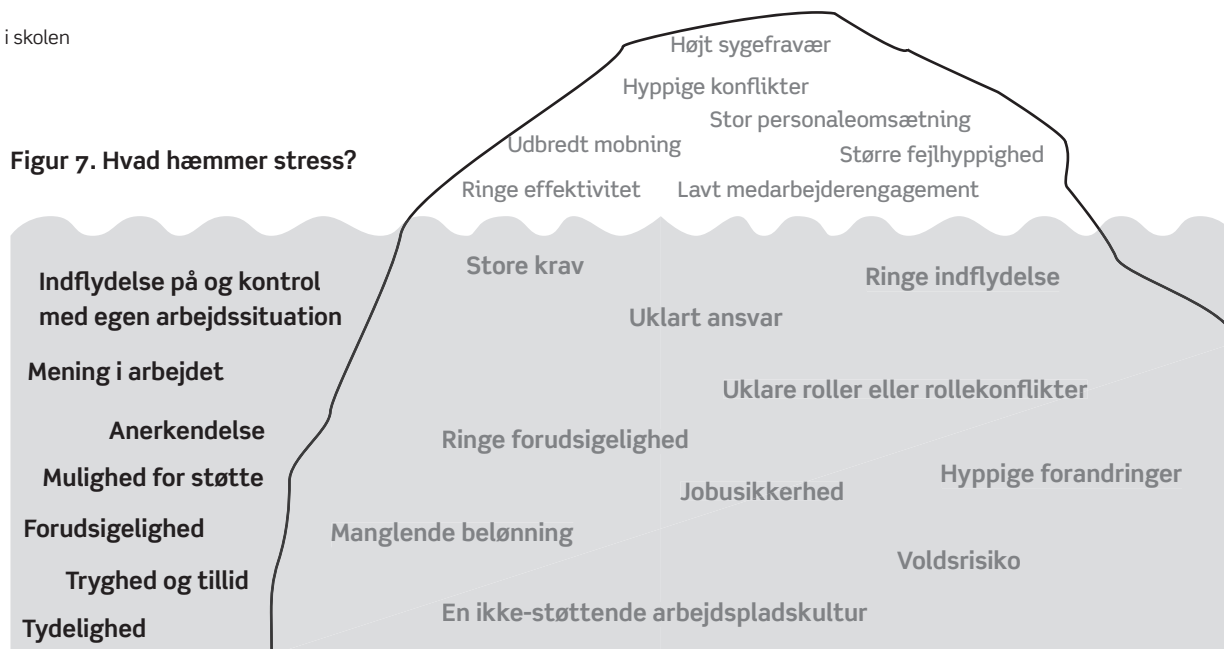 i skolen
Figur 7. Hvad hæmmer stress?
Højt sygefravær
Hyppige konflikter
Stor personaleomsætning
Udbredt mobning
Større fejlhyppighed
Ringe effektivitet
Lavt medarbejderengagement
Indflydelse på og kontrol
med egen arbejdssituation
Mening i arbejdet
Anerkendelse
Mulighed for støtte
Forudsigelighed
Tryghed og tillid
Tydelighed
Store krav
Ringe indflydelse
Uklart ansvar
Uklare roller eller rollekonflikter
Ringe forudsigelighed
Hyppige forandringer
Jobusikkerhed
Manglende belønning
Voldsrisiko
En ikke-støttende arbejdspladskultur